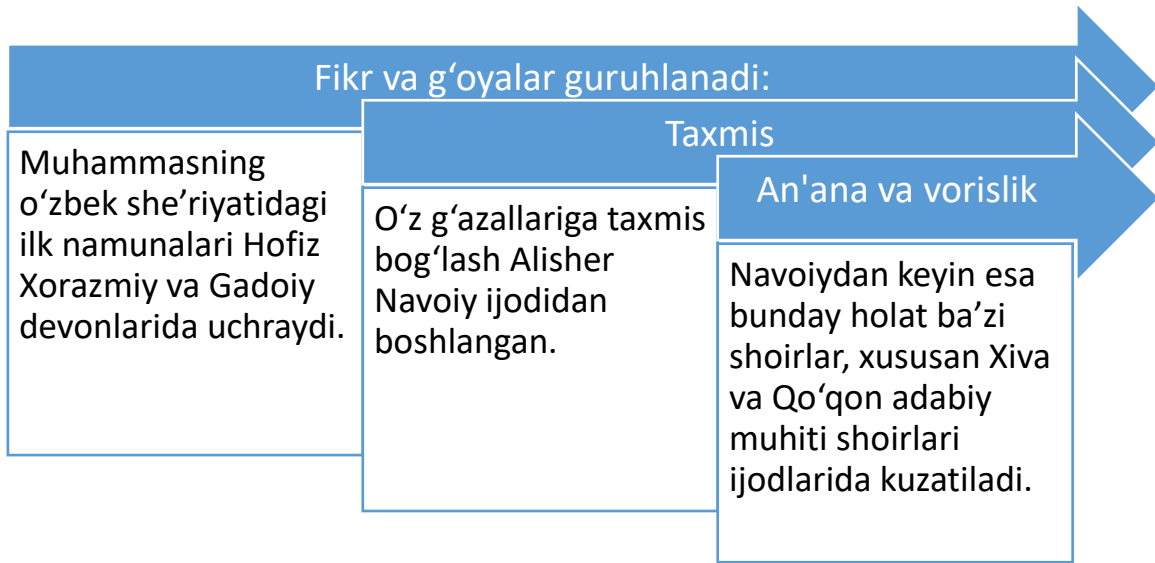 Fikr va g‘oyalar guruhlanadi:
Muhammasning
o‘zbek she’riyatidagi
ilk namunalari Hofiz
Xorazmiy va Gadoiy
devonlarida uchraydi.
Taxmis
O‘z g‘azallariga taxmis
bog‘lash Alisher
Navoiy ijodidan
boshlangan.
An'ana va vorislik
Navoiydan keyin esa
bunday holat ba’zi
shoirlar, xususan Xiva
va Qo‘qon adabiy
muhiti shoirlari
ijodlarida kuzatiladi.